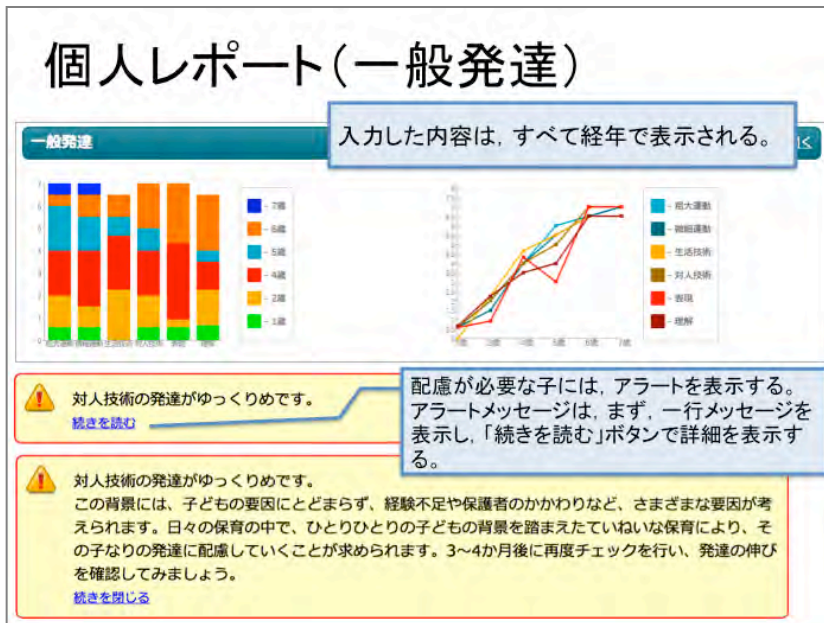 個人レポート(一般発達)
入力した内容は, すべて経年で表示される。
一般発達
7
- 7歳
- 6歳
- 5歳
- 4歳
- 2歳
- 1歳
- 粗大運動
- 微細運動
- 生活技術
- 対人技術
- 表現
- 理解
対人技術の発達がゆっくりめです。
続きを読む
配慮が必要な子には, アラートを表示する。
アラートメッセージは, まず, 一行メッセージを
表示し, 「続きを読む」ボタンで詳細を表示す
る。
対人技術の発達がゆっくりめです。
この背景には、子どもの要因にとどまらず、経験不足や保護者のかかわりなど、さまざまな要因が考
えられます。日々の保育の中で、ひとりひとりの子どもの背景を踏まえたていねいな保育により、そ
の子なりの発達に配慮していくことが求められます。3〜4か月後に再度チェックを行い、発達の伸び
を確認してみましょう。
続きを閉じる